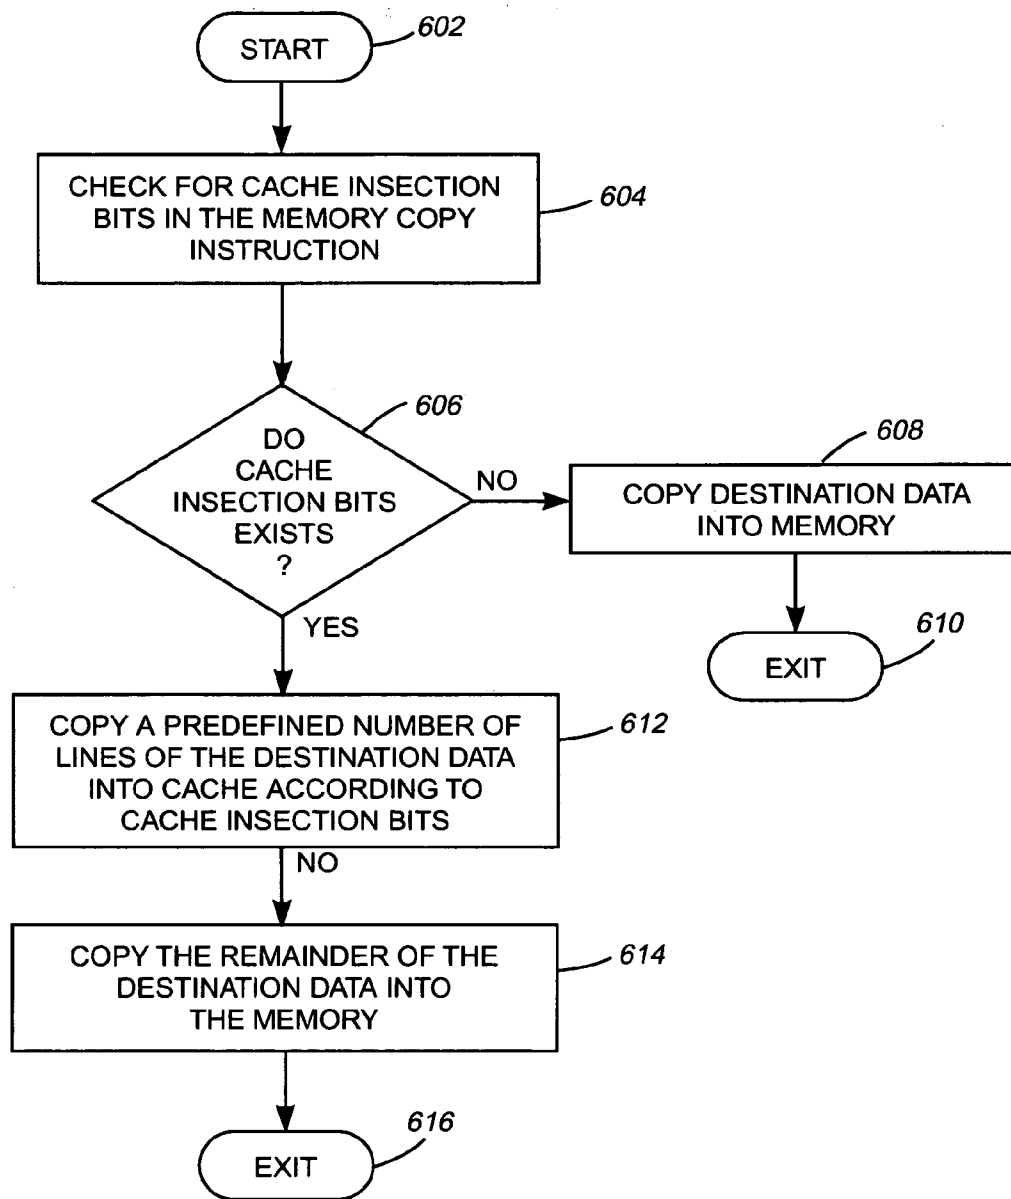 START
602
CHECK FOR CACHE INSECTION
BITS IN THE MEMORY COPY
INSTRUCTION
604
DO
CACHE
INSECTION BITS
EXISTS
?
606
NO
608
COPY DESTINATION DATA
INTO MEMORY
EXIT
610
YES
COPY A PREDEFINED NUMBER OF
LINES OF THE DESTINATION DATA
INTO CACHE ACCORDING TO
CACHE INSECTION BITS
612
NO
COPY THE REMAINDER OF THE
DESTINATION DATA INTO
THE MEMORY
614
EXIT
616